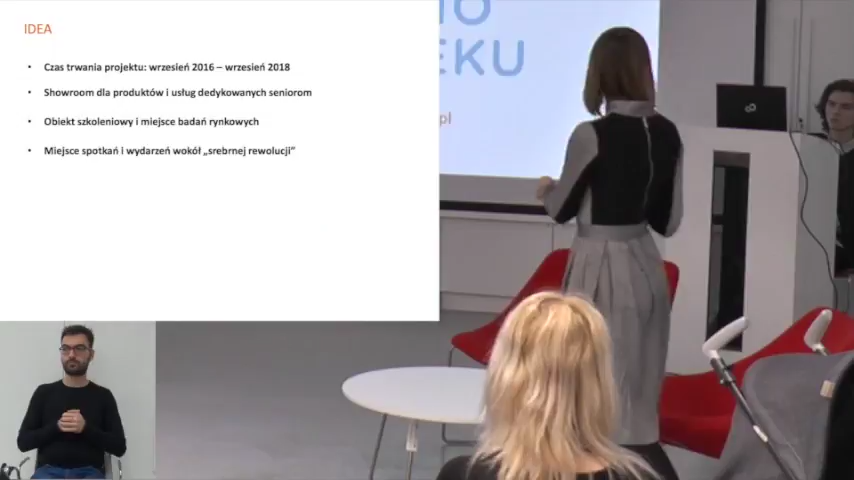 IDEA
• Czas trwania projektu: wrzesień 2016 – wrzesień 2018
• Showroom dla produktów i usług dedykowanych seniorom
• Obiekt szkoleniowy i miejsce badań rynkowych
• Miejsce spotkań i wydarzeń wokół „srebrnej rewolucji”
IO
EKU
pl